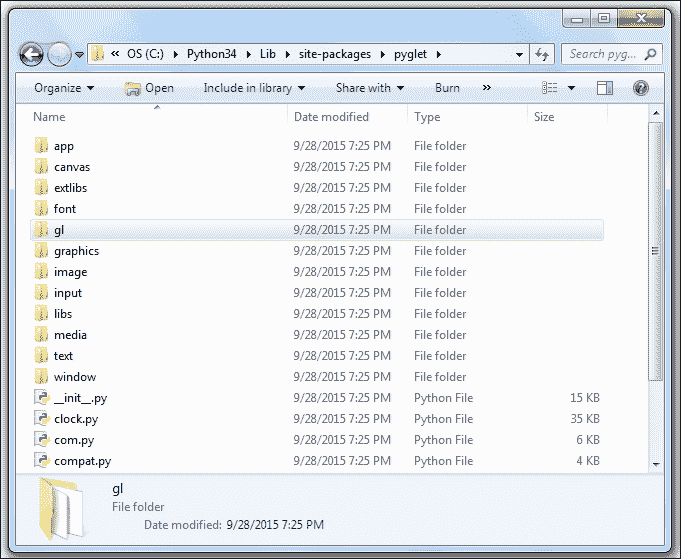 « OS (C:) Python34 Lib site-packages pyglet Search pyg...
Organize Open Include in library Share with Burn »
Name Date modified Type Size
app 9/28/2015 7:25 PM File folder
canvas 9/28/2015 7:25 PM File folder
extlibs 9/28/2015 7:25 PM File folder
font 9/28/2015 7:25 PM File folder
gl 9/28/2015 7:25 PM File folder
graphics 9/28/2015 7:25 PM File folder
image 9/28/2015 7:25 PM File folder
input 9/28/2015 7:25 PM File folder
libs 9/28/2015 7:25 PM File folder
media 9/28/2015 7:25 PM File folder
text 9/28/2015 7:25 PM File folder
window 9/28/2015 7:25 PM File folder
__init__.py 9/28/2015 7:25 PM Python File 15 KB
clock.py 9/28/2015 7:25 PM Python File 35 KB
com.py 9/28/2015 7:25 PM Python File 6 KB
compat.py 9/28/2015 7:25 PM Python File 4 KB
gl
File folder
Date modified: 9/28/2015 7:25 PM